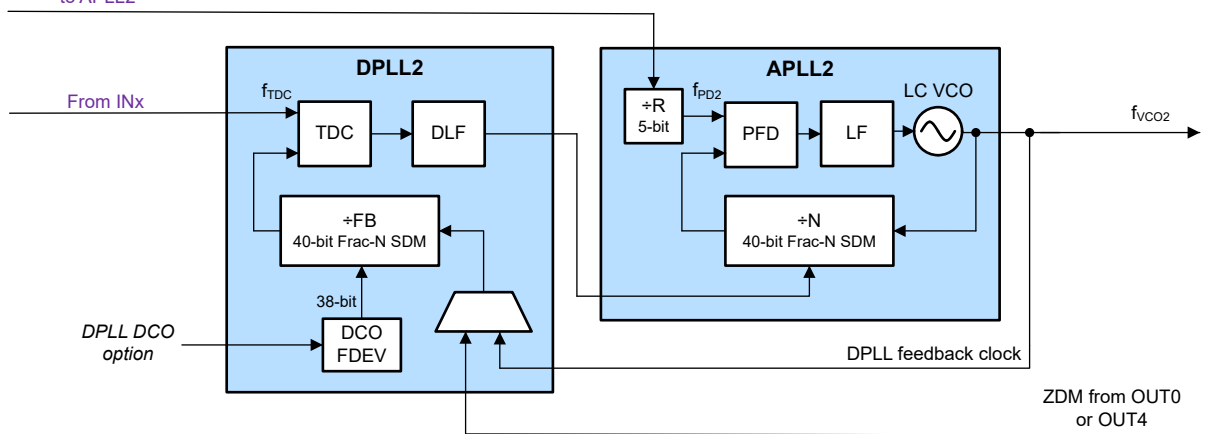 to APLL2
DPLL2
APLL2
From INx
fTDC
TDC
DLF
÷R
5-bit
fPD2
PFD
LF
LC VCO
fVCO2
÷FB
40-bit Frac-N SDM
÷N
40-bit Frac-N SDM
38-bit
DPLL DCO
option
DCO
FDEV
DPLL feedback clock
ZDM from OUT0
or OUT4